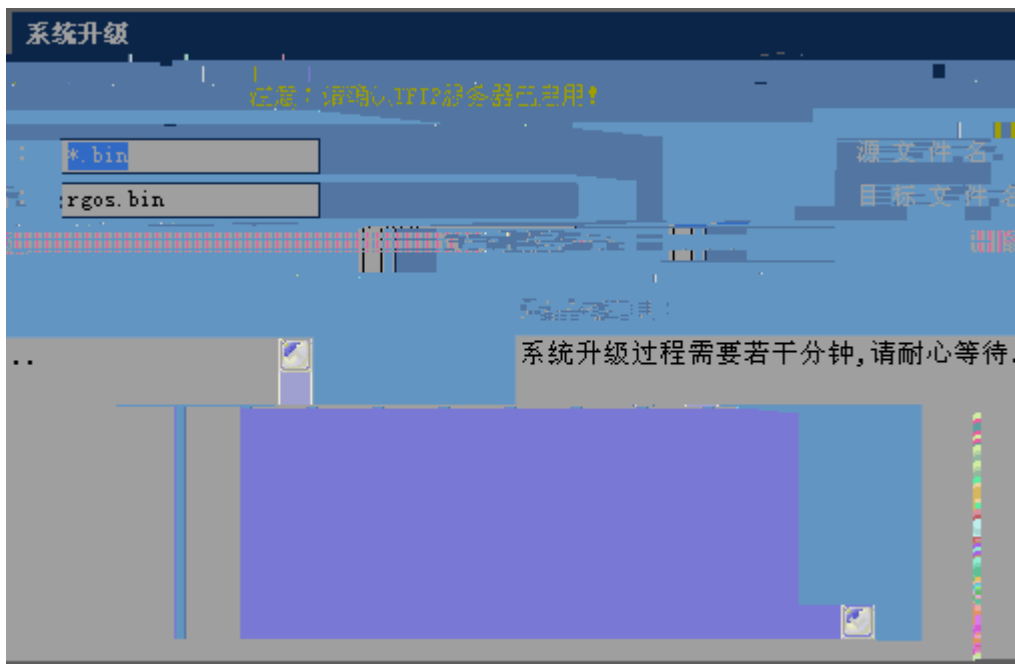 系统升级
注意：请确认TFTP服务器已启用!
源文件名
: *.bin
目标文件名
: rgos.bin
系统升级过程需要若干分钟,请耐心等待.
..